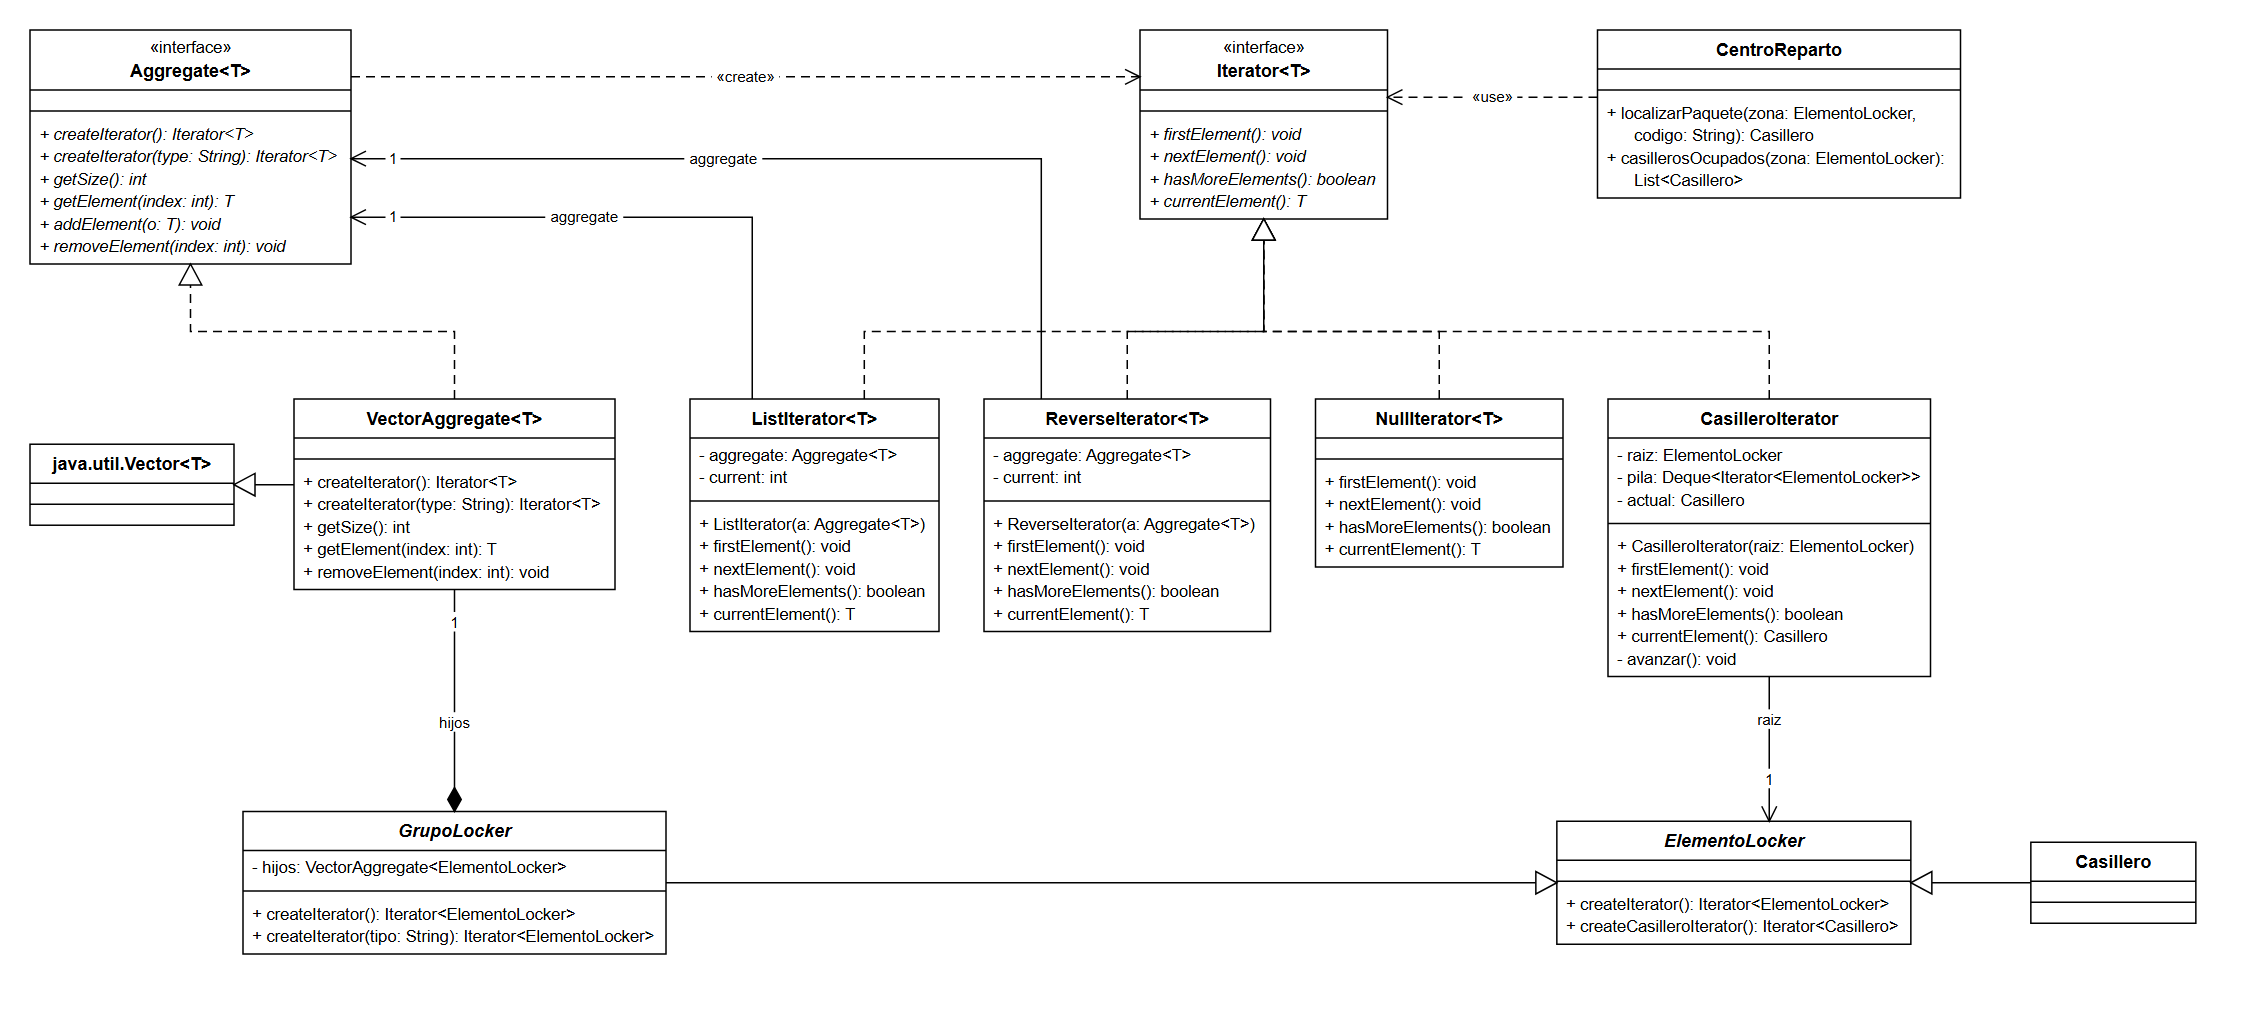 «interface»
Aggregate<T>
+ createIterator(): Iterator<T>
+ createIterator(type: String): Iterator<T>
+ getSize(): int
+ getElement(index: int): T
+ addElement(o: T): void
+ removeElement(index: int): void
«create»
«interface»
Iterator<T>
+ firstElement(): void
+ nextElement(): void
+ hasMoreElements(): boolean
+ currentElement(): T
«use»
CentroReparto
+ localizarPaquete(zona: ElementoLocker,
codigo: String): Casillero
+ casillerosOcupados(zona: ElementoLocker):
List<Casillero>
1
aggregate
1
aggregate
java.util.Vector<T>
VectorAggregate<T>
+ createIterator(): Iterator<T>
+ createIterator(type: String): Iterator<T>
+ getSize(): int
+ getElement(index: int): T
+ removeElement(index: int): void
ListIterator<T>
- aggregate: Aggregate<T>
- current: int
+ ListIterator(a: Aggregate<T>)
+ firstElement(): void
+ nextElement(): void
+ hasMoreElements(): boolean
+ currentElement(): T
ReverseIterator<T>
- aggregate: Aggregate<T>
- current: int
+ ReverseIterator(a: Aggregate<T>)
+ firstElement(): void
+ nextElement(): void
+ hasMoreElements(): boolean
+ currentElement(): T
NullIterator<T>
+ firstElement(): void
+ nextElement(): void
+ hasMoreElements(): boolean
+ currentElement(): T
CasilleroIterator
- raiz: ElementoLocker
- pila: Deque<Iterator<ElementoLocker>>
- actual: Casillero
+ CasilleroIterator(raiz: ElementoLocker)
+ firstElement(): void
+ nextElement(): void
+ hasMoreElements(): boolean
+ currentElement(): Casillero
- avanzar(): void
1
hijos
raiz
1
GrupoLocker
- hijos: VectorAggregate<ElementoLocker>
+ createIterator(): Iterator<ElementoLocker>
+ createIterator(tipo: String): Iterator<ElementoLocker>
ElementoLocker
+ createIterator(): Iterator<ElementoLocker>
+ createCasilleroIterator(): Iterator<Casillero>
Casillero